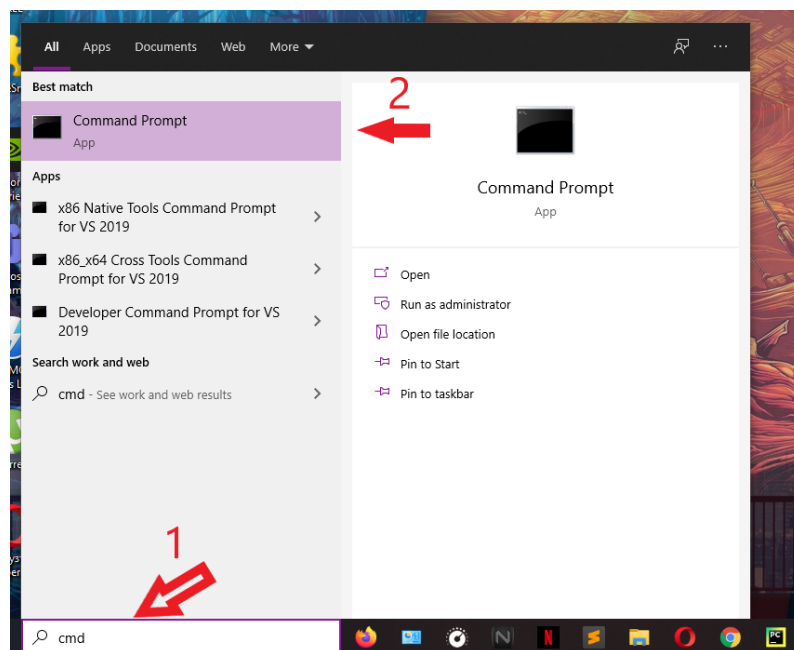 All Apps Documents Web More
Best match
Command Prompt
App
Apps
x86 Native Tools Command Prompt
for VS 2019
x86_x64 Cross Tools Command
Prompt for VS 2019
Developer Command Prompt for VS
2019
Search work and web
cmd - See work and web results
2
Command Prompt
App
Open
Run as administrator
Open file location
Pin to Start
Pin to taskbar
1
cmd
N
N
S
PC